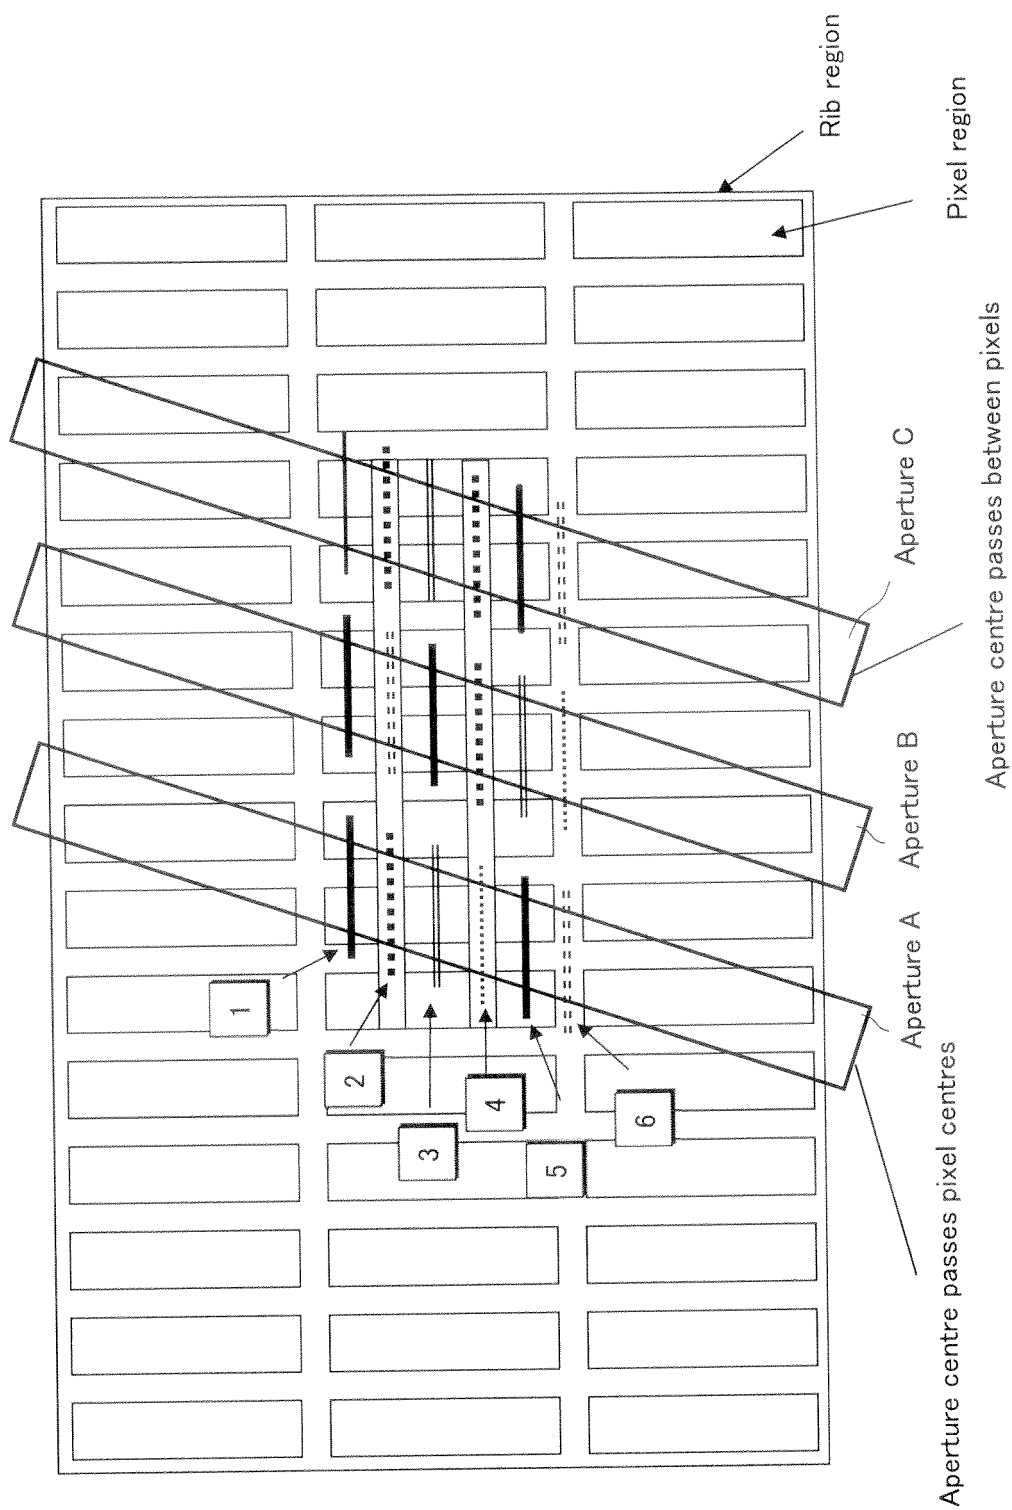 Rib region
Pixel region
Aperture centre passes between pixels
Aperture C
Aperture B
Aperture A
Aperture centre passes pixel centres
1
2
3
4
5
6